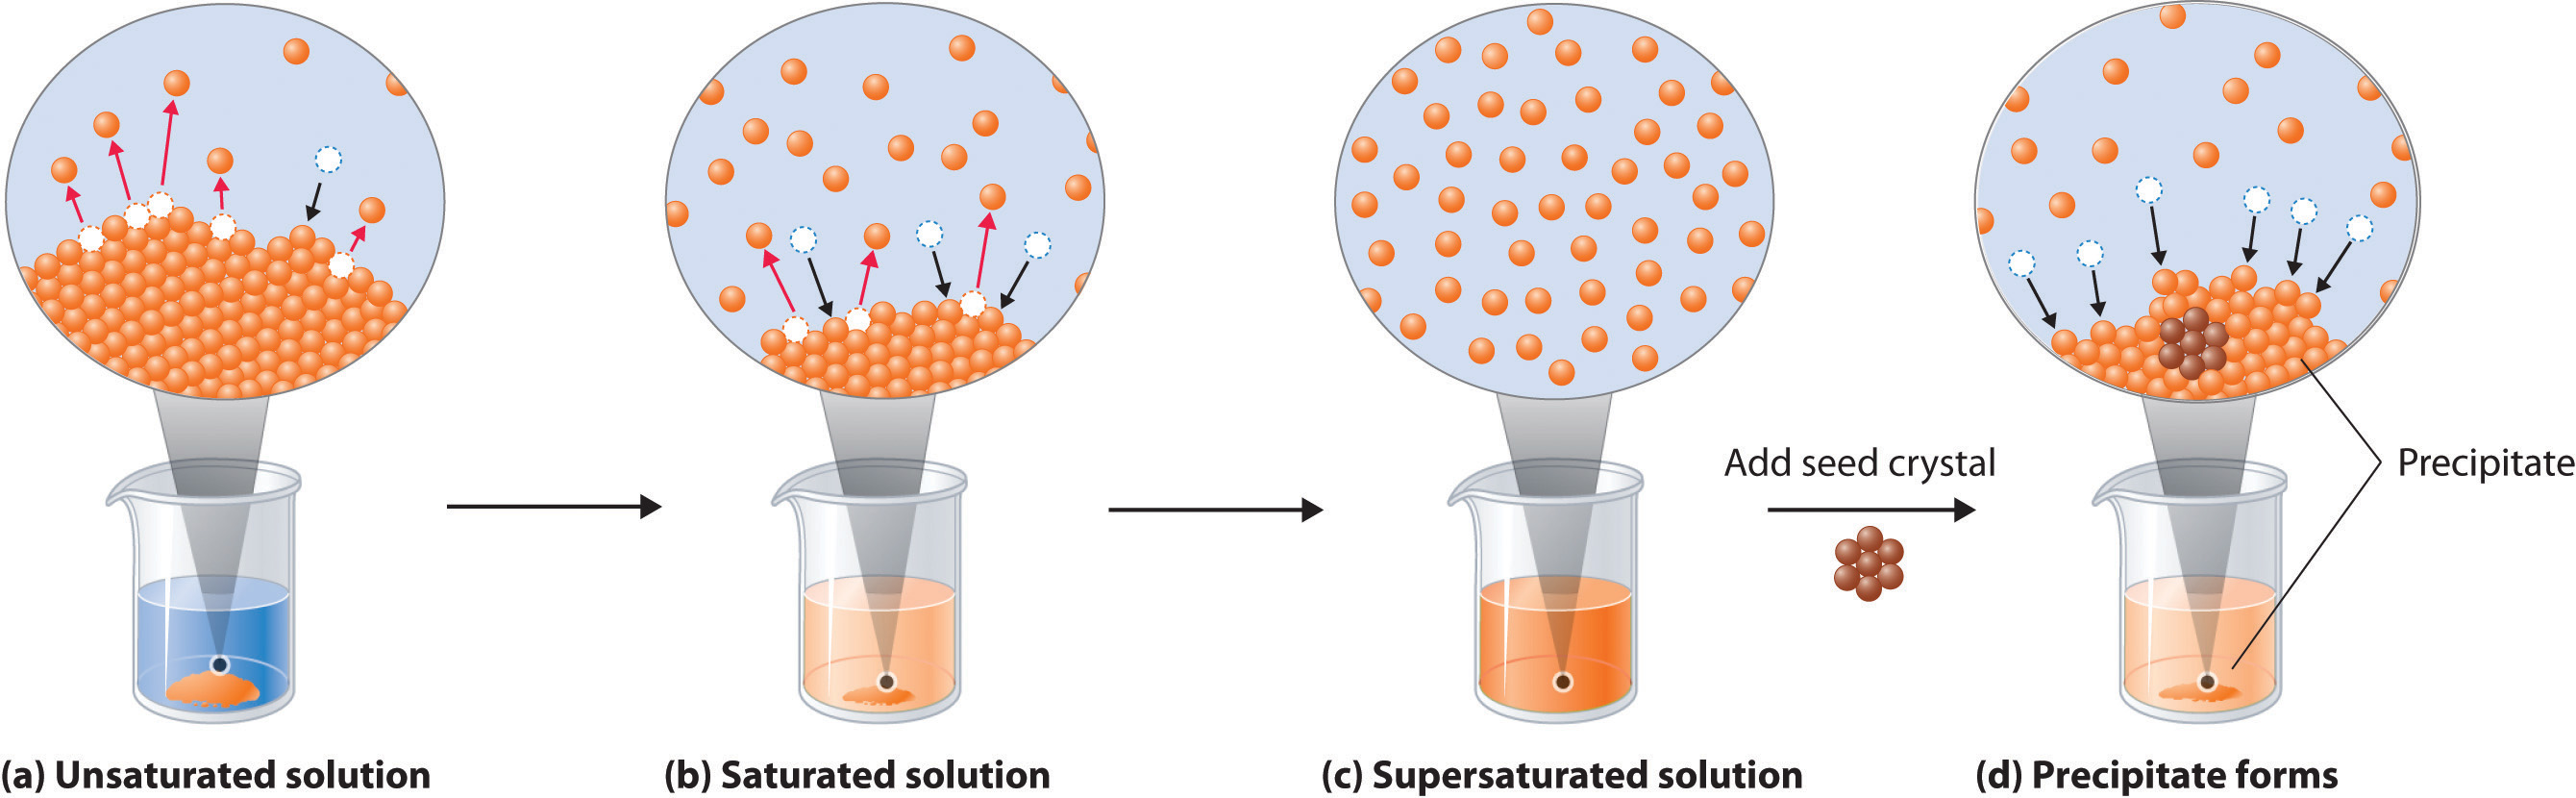 Add seed crystal
Precipitate
(a) Unsaturated solution
(b) Saturated solution
(c) Supersaturated solution
(d) Precipitate forms